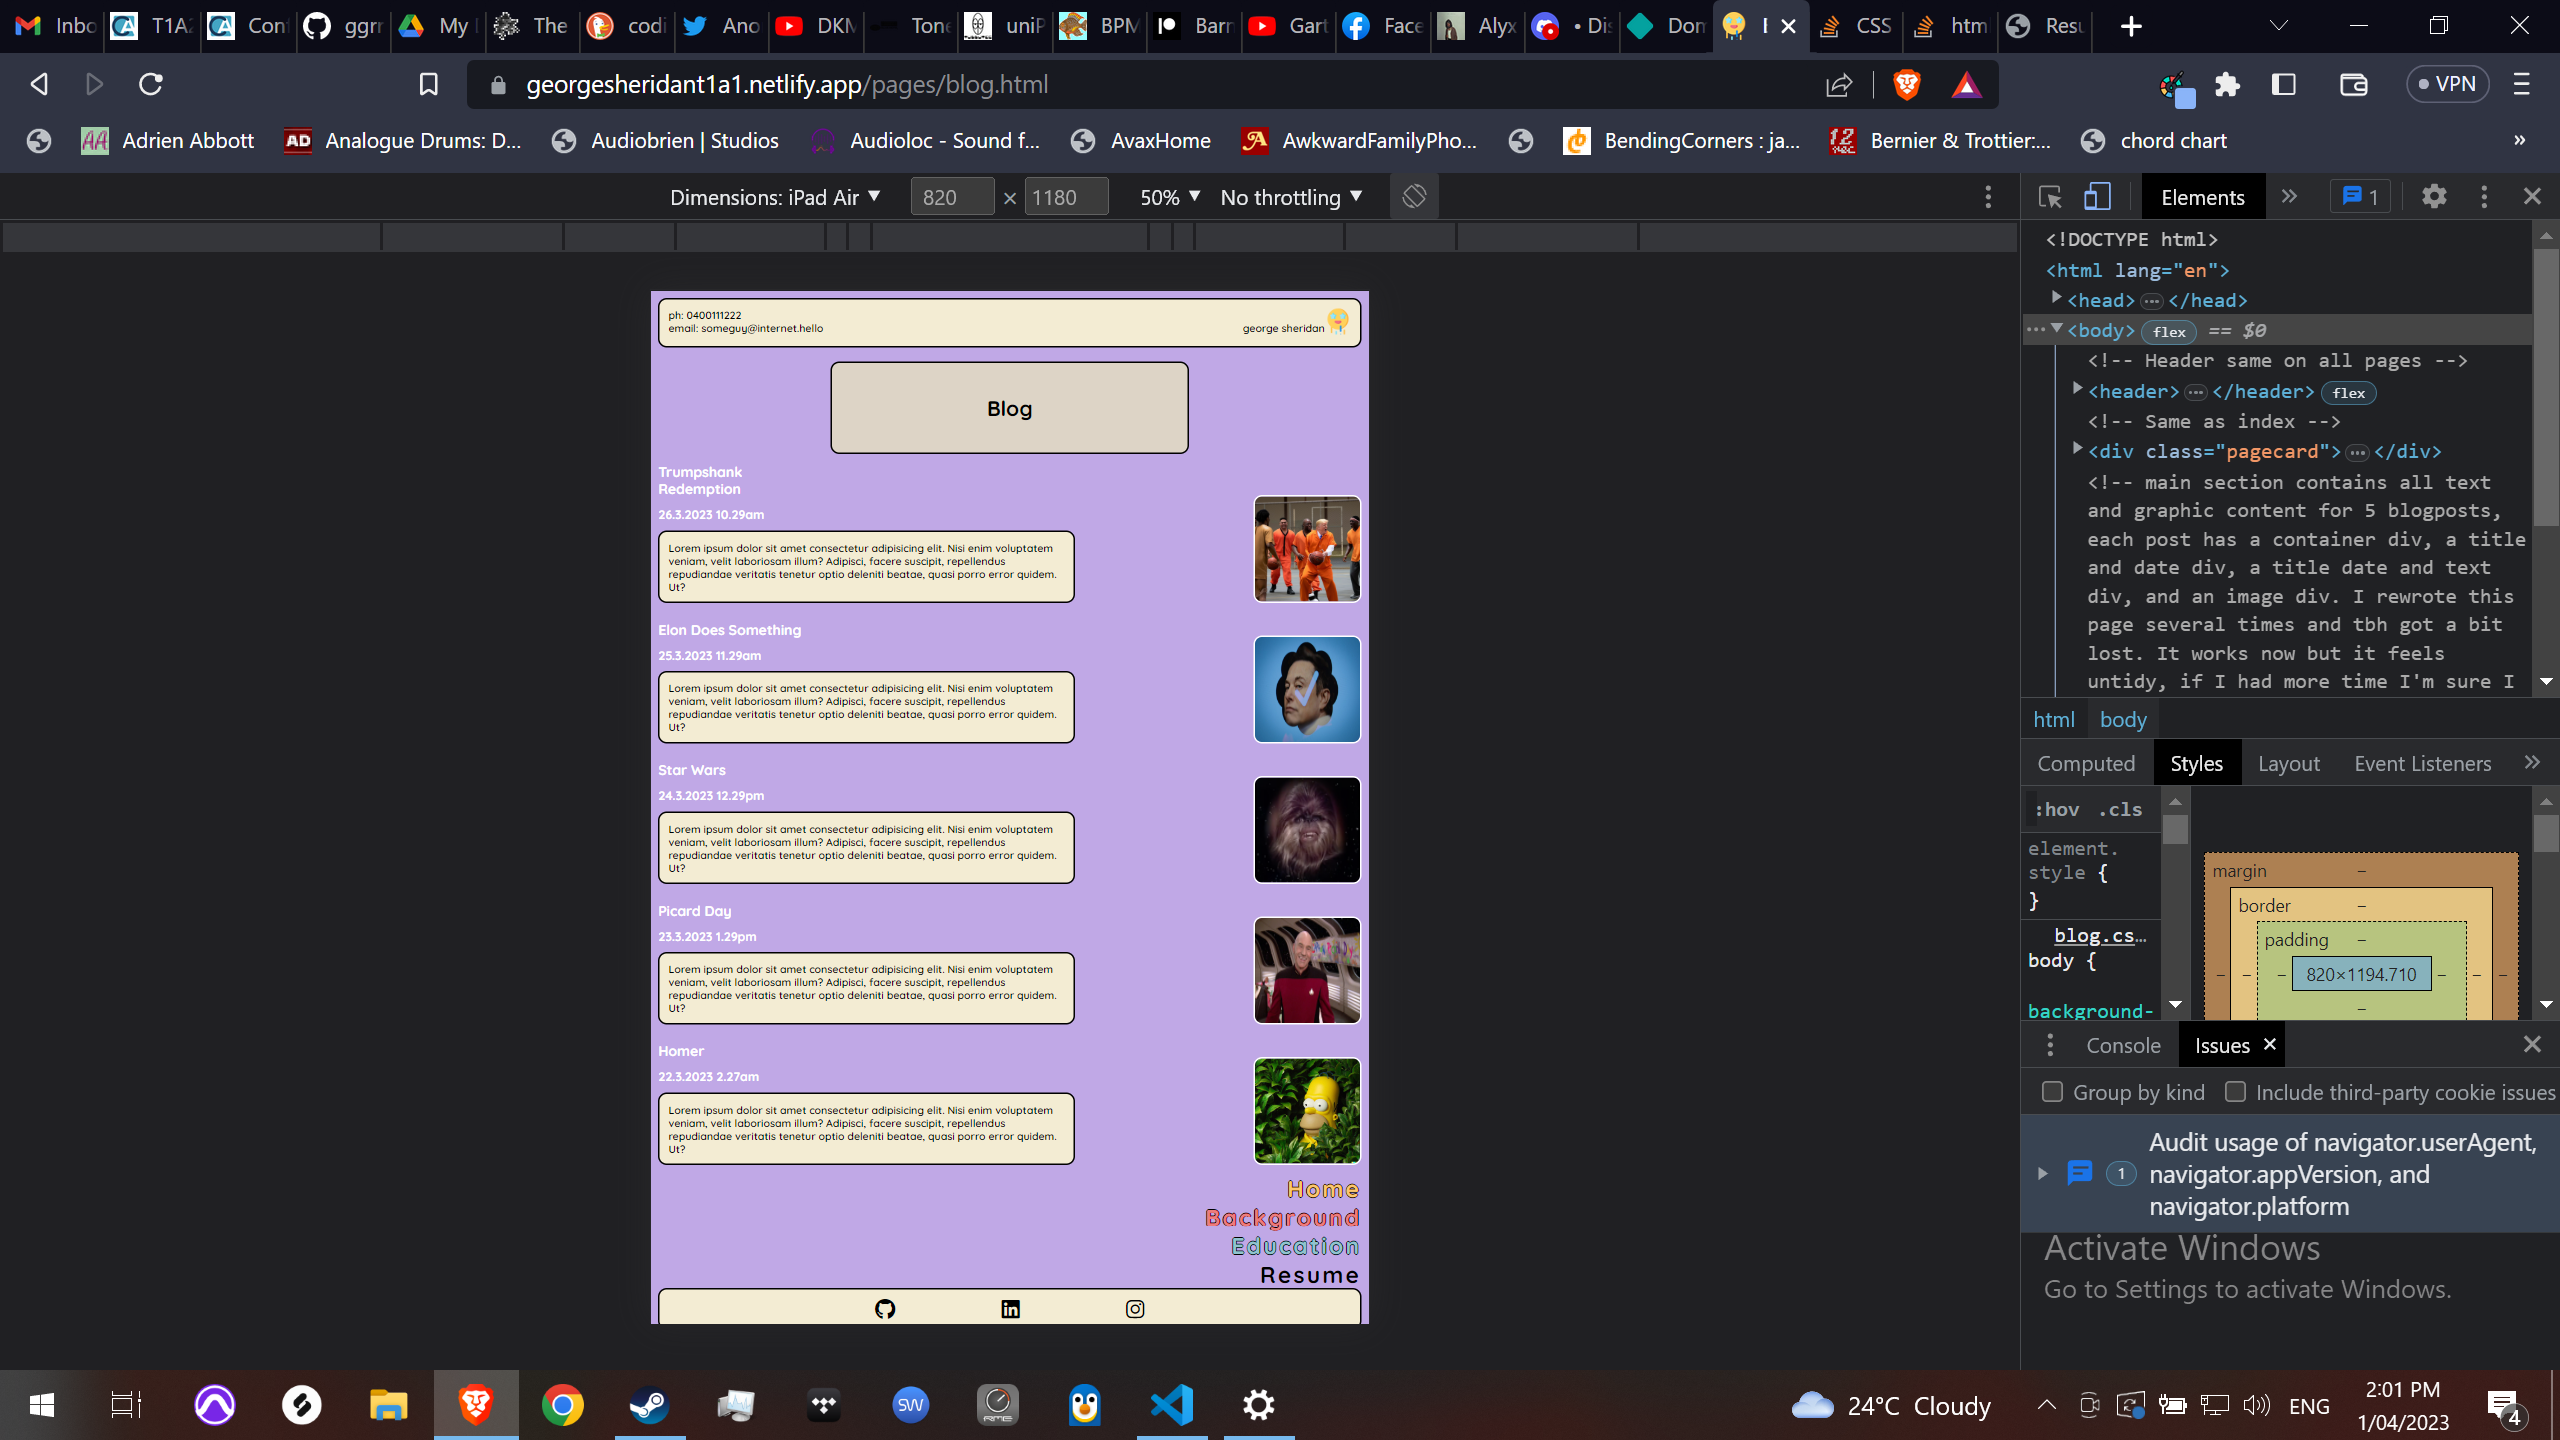 Inbo
T1A2
Conf
ggrr
My
The
codi
Ano
DKM
Tone
uniP
BPM
Barr
Gart
Face
Alyx
• Dis
Don
CSS
htm
Resu
georgesheridant1a1.netlify.app/pages/blog.html
VPN
Adrien Abbott
Analogue Drums: D...
Audiobrien | Studios
Audioloc - Sound f...
AvaxHome
AwkwardFamilyPho...
BendingCorners : ja...
Bernier & Trottier:...
chord chart
»
Dimensions: iPad Air
820 × 1180
50%
No throttling
ph: 0400111222
email: someguy@internet.hello
george sheridan
Blog
Trumpshank
Redemption
26.3.2023 10.29am
Lorem ipsum dolor sit amet consectetur adipisicing elit. Nisi enim voluptatem
veniam, velit laboriosam illum? Adipisci, facere suscipit, repellendus
repudiandae veritatis tenetur optio deleniti beatae, quasi porro error quidem.
Ut?
Elon Does Something
25.3.2023 11.29am
Lorem ipsum dolor sit amet consectetur adipisicing elit. Nisi enim voluptatem
veniam, velit laboriosam illum? Adipisci, facere suscipit, repellendus
repudiandae veritatis tenetur optio deleniti beatae, quasi porro error quidem.
Ut?
Star Wars
24.3.2023 12.29pm
Lorem ipsum dolor sit amet consectetur adipisicing elit. Nisi enim voluptatem
veniam, velit laboriosam illum? Adipisci, facere suscipit, repellendus
repudiandae veritatis tenetur optio deleniti beatae, quasi porro error quidem.
Ut?
Picard Day
23.3.2023 1.29pm
Lorem ipsum dolor sit amet consectetur adipisicing elit. Nisi enim voluptatem
veniam, velit laboriosam illum? Adipisci, facere suscipit, repellendus
repudiandae veritatis tenetur optio deleniti beatae, quasi porro error quidem.
Ut?
Homer
22.3.2023 2.27am
Lorem ipsum dolor sit amet consectetur adipisicing elit. Nisi enim voluptatem
veniam, velit laboriosam illum? Adipisci, facere suscipit, repellendus
repudiandae veritatis tenetur optio deleniti beatae, quasi porro error quidem.
Ut?
Home
Background
Education
Resume
Elements
»
1
<!DOCTYPE html>
<html lang="en">
<head>…</head>
<body> flex == $0
<!-- Header same on all pages -->
<header>…</header> flex
<!-- Same as index -->
<div class="pagecard">…</div>
<!-- main section contains all text
and graphic content for 5 blogposts,
each post has a container div, a title
and date div, a title date and text
div, and an image div. I rewrote this
page several times and tbh got a bit
lost. It works now but it feels
untidy, if I had more time I'm sure I
html body
Computed
Styles
Layout
Event Listeners
»
:hov .cls
element.
style {
}
blog.cs…
body {
background-
margin –
border –
padding –
– – – 820×1194.710 – – –
–
Console
Issues
Group by kind
Include third-party cookie issues
1
Audit usage of navigator.userAgent,
navigator.appVersion, and
navigator.platform
Activate Windows
Go to Settings to activate Windows.
SW
RME
24°C Cloudy
ENG
2:01 PM
1/04/2023
4